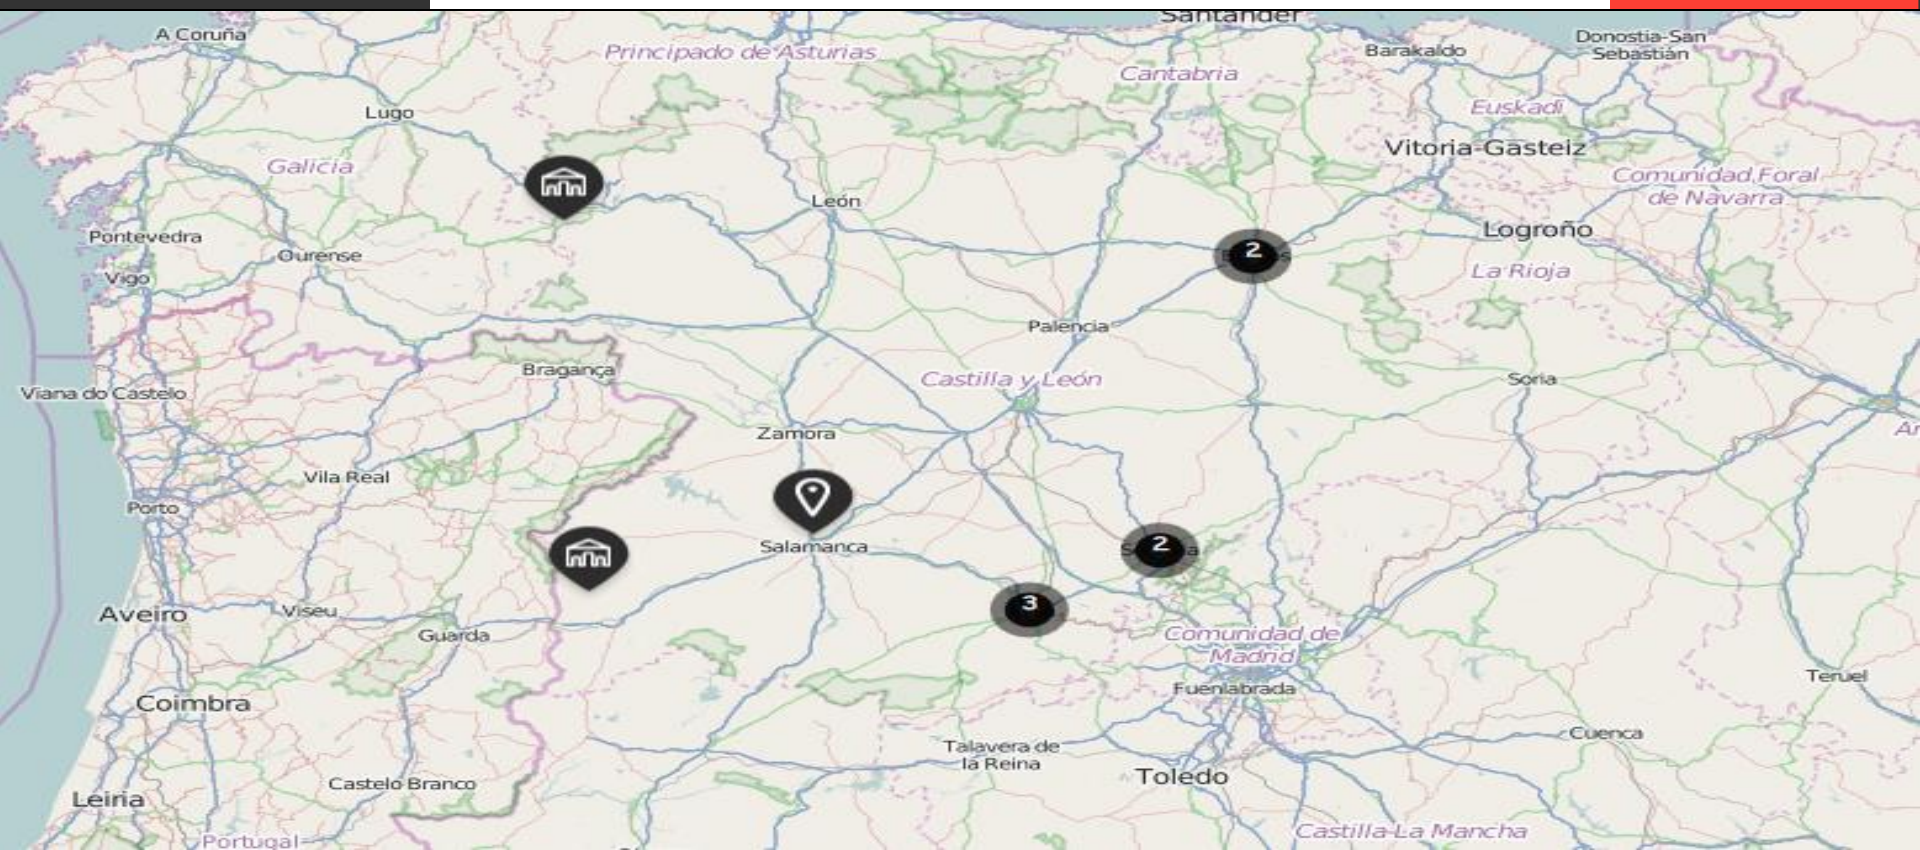 Santander
A Coruña
Principado de Asturias
Barakaldo
Donostia-San
Sebastián
Cantabria
Lugo
Euskadi
Galicia
Vitoria-Gasteiz
Comunidad Foral
de Navarra
León
Pontevedra
Logroño
Ourense
2
Vigo
La Rioja
Palencia
Bragança
Castilla y León
Soria
Viana do Castelo
Zamora
Vila Real
Porto
Salamanca
2
3
Aveiro
Viseu
Guarda
Comunidad de
Madrid
Fuenlabrada
Teruel
Coimbra
Cuenca
Talavera de
la Reina
Toledo
Castelo Branco
Leiria
Portugal
Castilla-La Mancha